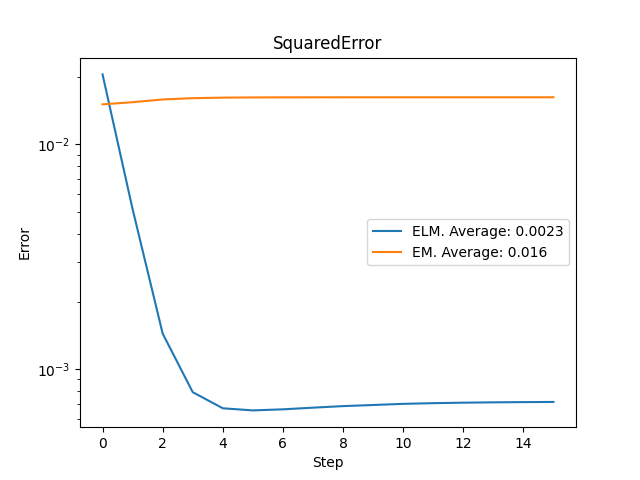 SquaredError
Error
10⁻²
10⁻³
ELM. Average: 0.0023
EM. Average: 0.016
0 2 4 6 8 10 12 14
Step